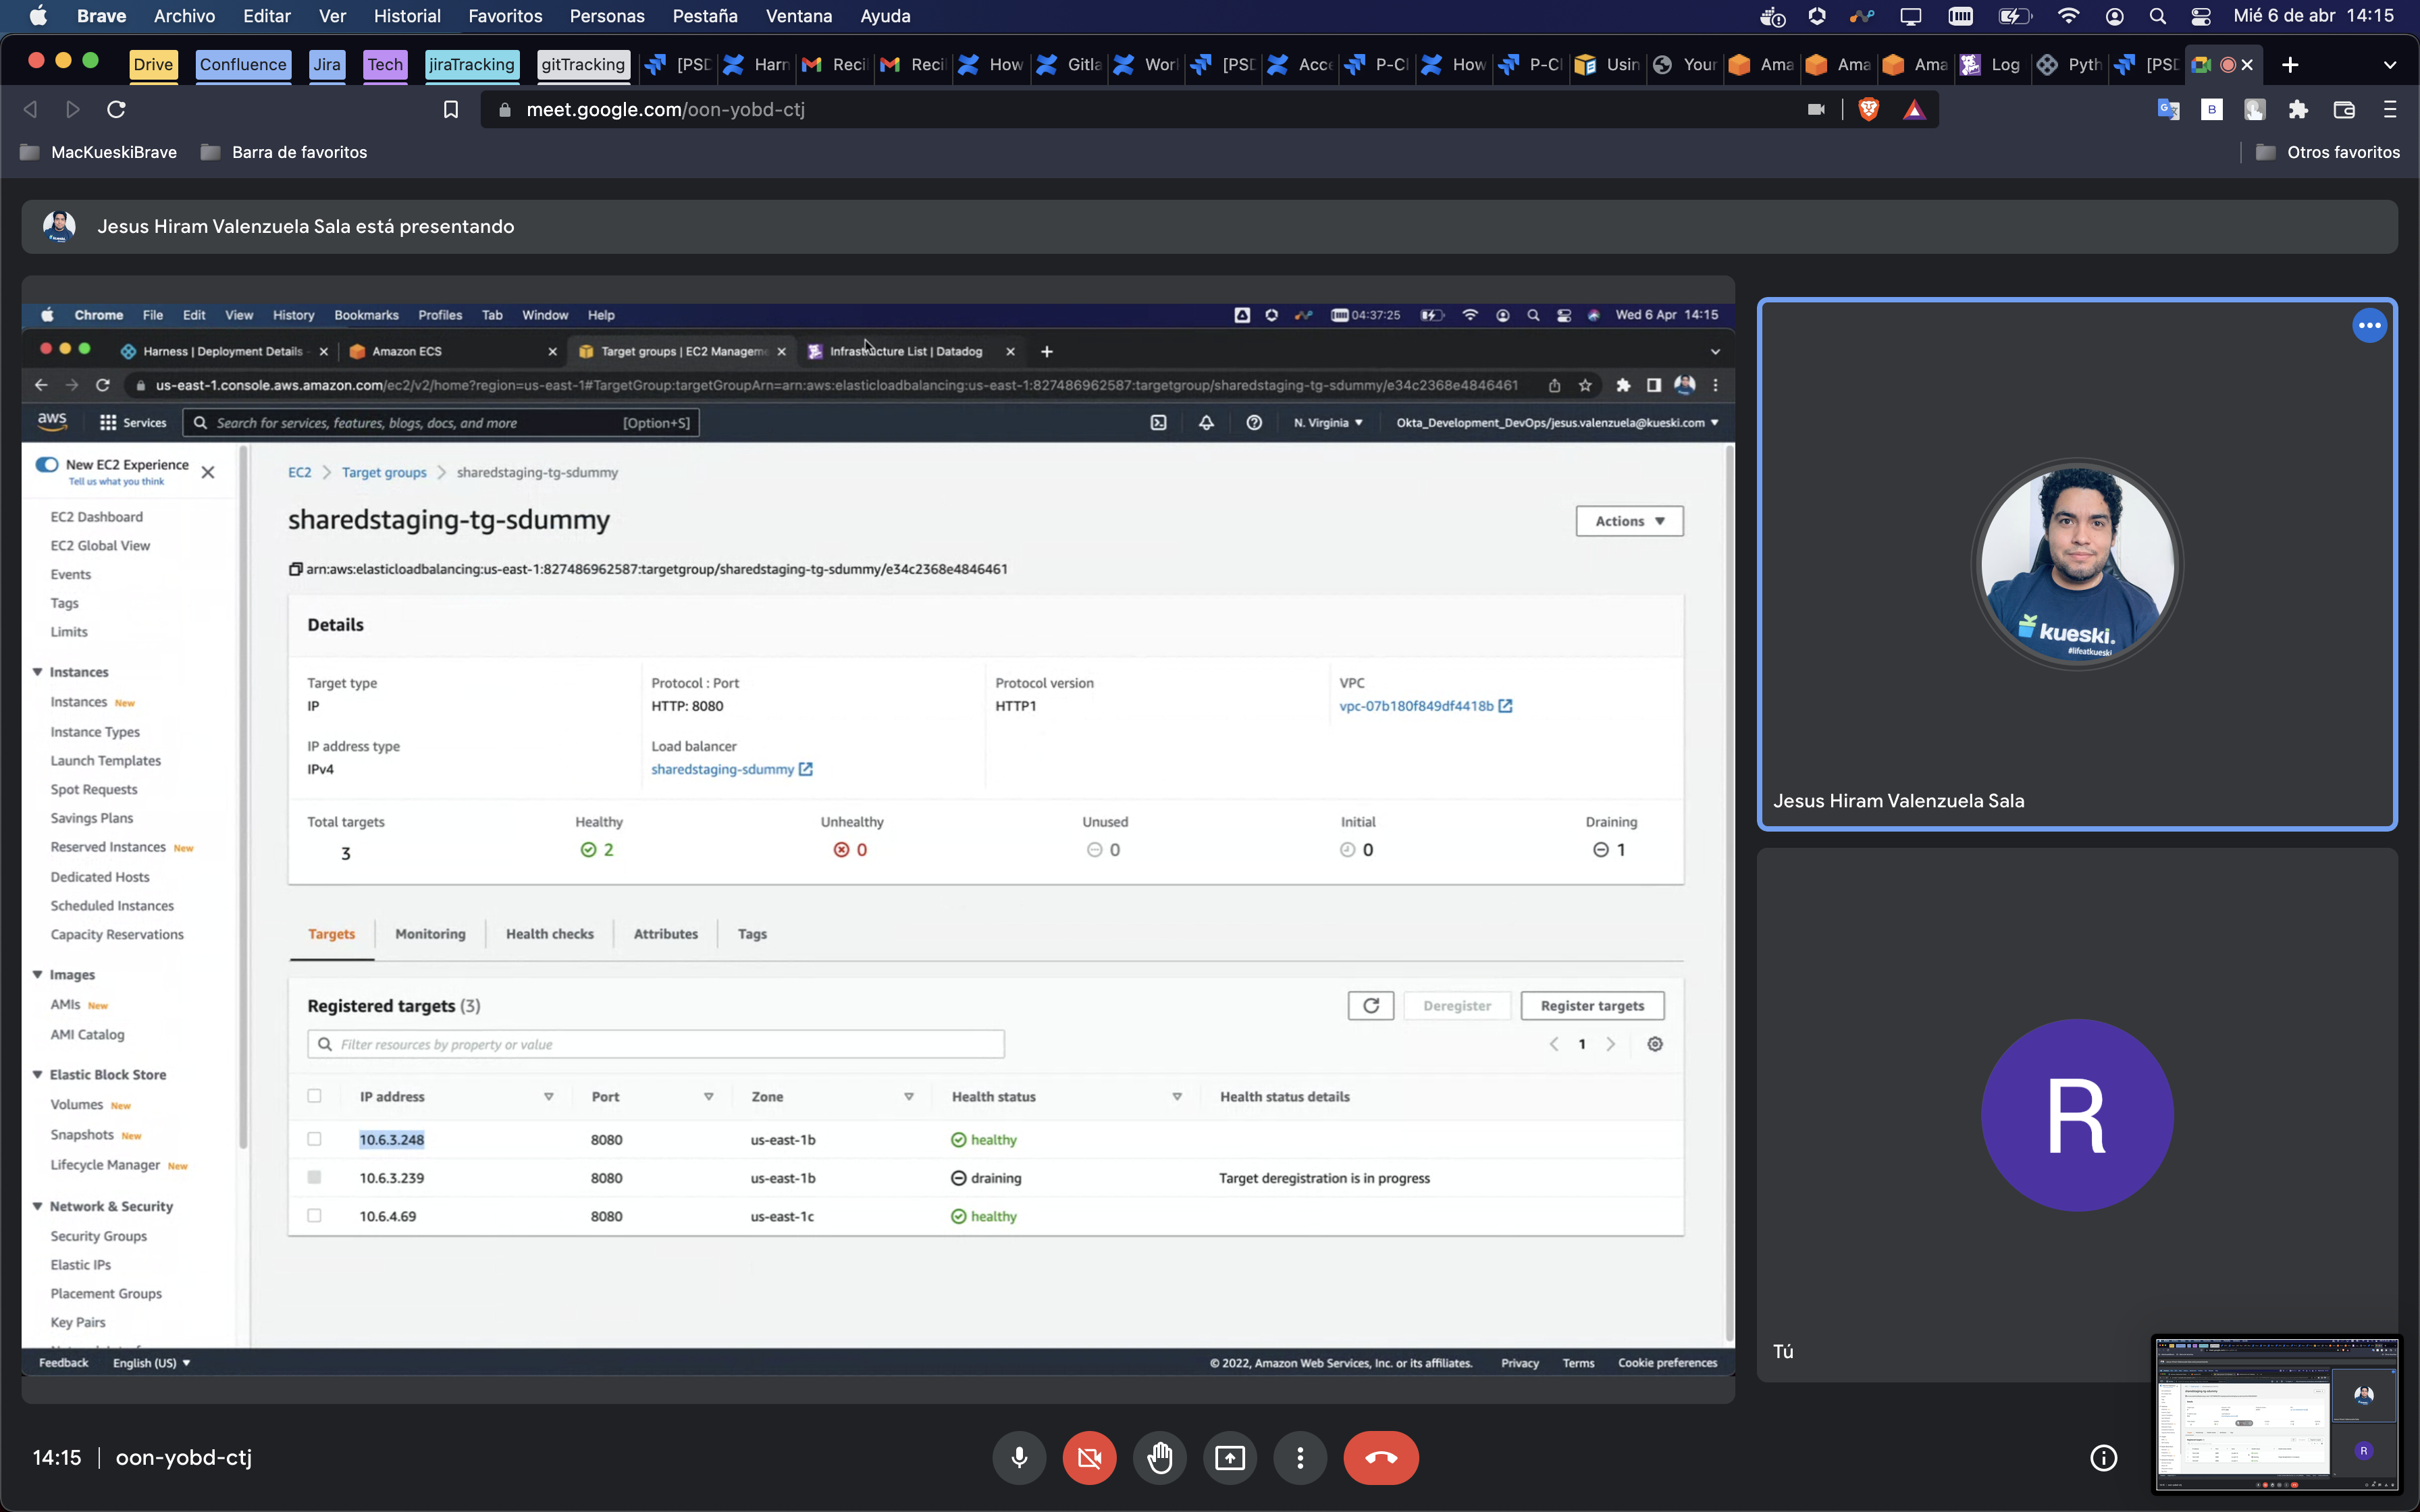 Brave Archivo Editar Ver Historial Favoritos Personas Pestaña Ventana Ayuda Mié 6 de abr 14:15
Drive Confluence Jira Tech jiraTracking gitTracking [PSD Harn Reci Reci How Gitla Wor [PSD Acce P-C How P-C Usin Your Ama Ama Ama Log Pyth [PSD
meet.google.com/oon-yobd-ctj
MacKueskiBrave Barra de favoritos Otros favoritos
Jesus Hiram Valenzuela Sala está presentando
Chrome File Edit View History Bookmarks Profiles Tab Window Help 04:37:25 Wed 6 Apr 14:15
Harness | Deployment Details Amazon ECS Target groups | EC2 Managem Infrastructure List | Datadog
us-east-1.console.aws.amazon.com/ec2/v2/home?region=us-east-1#TargetGroup:targetGroupArn=arn:aws:elasticloadbalancing:us-east-1:827486962587:targetgroup/sharedstaging-tg-sdummy/e34c2368e4846461
aws Services Search for services, features, blogs, docs, and more [Option+S] N. Virginia Okta_Development_DevOps/jesus.valenzuela@kueski.com
New EC2 Experience
Tell us what you think
EC2 Dashboard
EC2 Global View
Events
Tags
Limits
Instances
Instances New
Instance Types
Launch Templates
Spot Requests
Savings Plans
Reserved Instances New
Dedicated Hosts
Scheduled Instances
Capacity Reservations
Images
AMIs New
AMI Catalog
Elastic Block Store
Volumes New
Snapshots New
Lifecycle Manager New
Network & Security
Security Groups
Elastic IPs
Placement Groups
Key Pairs
EC2 Target groups sharedstaging-tg-sdummy
sharedstaging-tg-sdummy
Actions
arn:aws:elasticloadbalancing:us-east-1:827486962587:targetgroup/sharedstaging-tg-sdummy/e34c2368e4846461
Details
Target type Protocol : Port Protocol version VPC
IP HTTP: 8080 HTTP1 vpc-07b180f849df4418b
IP address type Load balancer
IPv4 sharedstaging-sdummy
Total targets Healthy Unhealthy Unused Initial Draining
3 2 0 0 0 1
Targets Monitoring Health checks Attributes Tags
Registered targets (3) Deregister Register targets
Filter resources by property or value 1
IP address Port Zone Health status Health status details
10.6.3.248 8080 us-east-1b healthy
10.6.3.239 8080 us-east-1b draining Target deregistration is in progress
10.6.4.69 8080 us-east-1c healthy
Feedback English (US) © 2022, Amazon Web Services, Inc. or its affiliates. Privacy Terms Cookie preferences
kueski.
#lifeatkueski
Jesus Hiram Valenzuela Sala
R
Tú
14:15 | oon-yobd-ctj